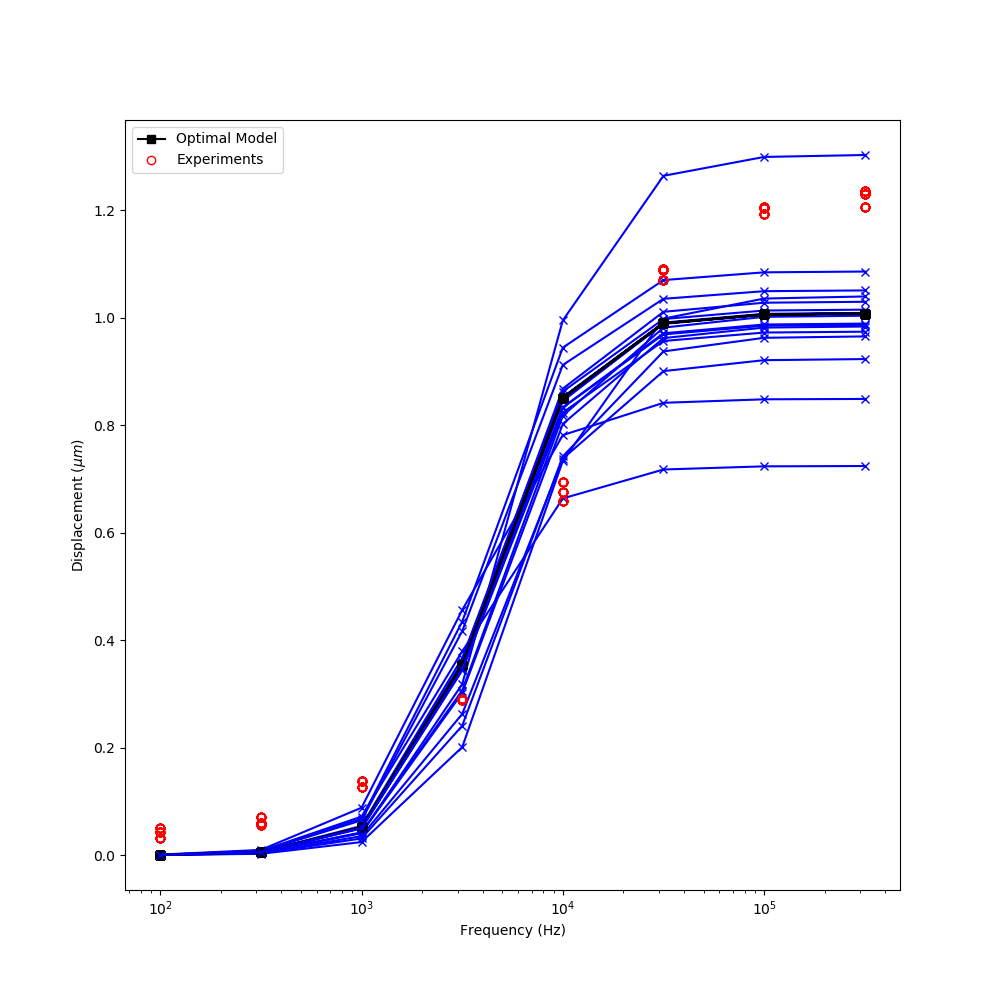 Optimal Model
Experiments
1.2
1.0
0.8
0.6
0.4
0.2
0.0
Displacement (μm)
10²
10³
10⁴
10⁵
Frequency (Hz)